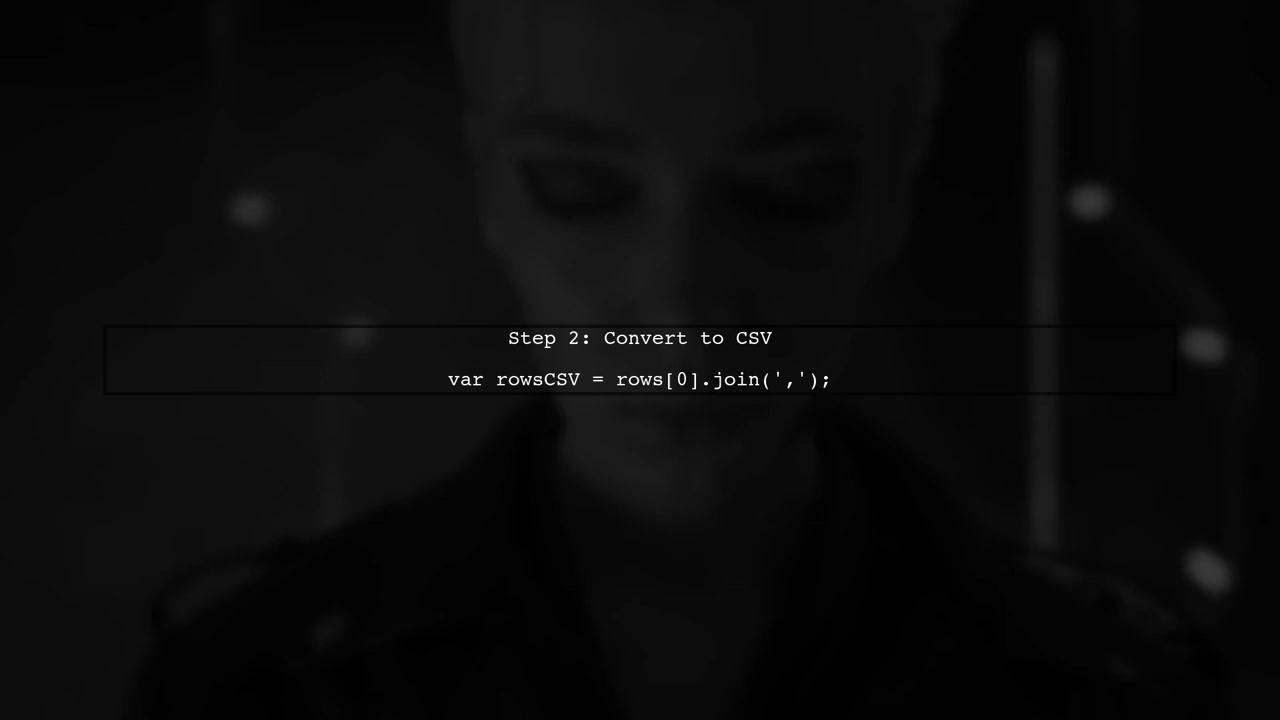 Step 2: Convert to CSV
var rowsCSV = rows[0].join(',');